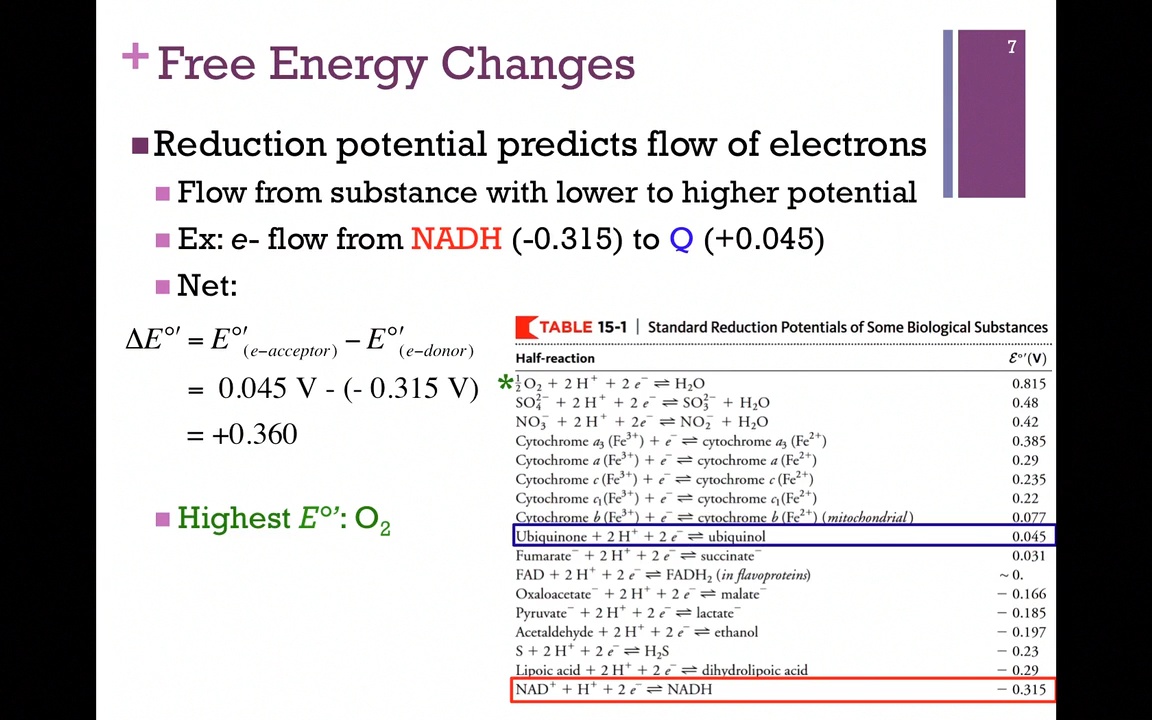 7
+ Free Energy Changes
■ Reduction potential predicts flow of electrons
■ Flow from substance with lower to higher potential
■ Ex: e- flow from NADH (-0.315) to Q (+0.045)
■ Net:
ΔE°′ = E°′(e−acceptor) − E°′(e−donor)
= 0.045 V - (- 0.315 V)
= +0.360
■ Highest E°′: O₂
TABLE 15-1 | Standard Reduction Potentials of Some Biological Substances
Half-reaction ℰ°′(V)
* ½O₂ + 2 H⁺ + 2 e⁻ ⇌ H₂O 0.815
SO₄²⁻ + 2 H⁺ + 2 e⁻ ⇌ SO₃²⁻ + H₂O 0.48
NO₃⁻ + 2 H⁺ + 2e⁻ ⇌ NO₂⁻ + H₂O 0.42
Cytochrome a₃ (Fe³⁺) + e⁻ ⇌ cytochrome a₃ (Fe²⁺) 0.385
Cytochrome a (Fe³⁺) + e⁻ ⇌ cytochrome a (Fe²⁺) 0.29
Cytochrome c (Fe³⁺) + e⁻ ⇌ cytochrome c (Fe²⁺) 0.235
Cytochrome c₁ (Fe³⁺) + e⁻ ⇌ cytochrome c₁ (Fe²⁺) 0.22
Cytochrome b (Fe³⁺) + e⁻ ⇌ cytochrome b (Fe²⁺) (mitochondrial) 0.077
Ubiquinone + 2 H⁺ + 2 e⁻ ⇌ ubiquinol 0.045
Fumarate⁻ + 2 H⁺ + 2 e⁻ ⇌ succinate⁻ 0.031
FAD + 2 H⁺ + 2 e⁻ ⇌ FADH₂ (in flavoproteins) ~ 0.
Oxaloacetate⁻ + 2 H⁺ + 2 e⁻ ⇌ malate⁻ − 0.166
Pyruvate⁻ + 2 H⁺ + 2 e⁻ ⇌ lactate⁻ − 0.185
Acetaldehyde + 2 H⁺ + 2 e⁻ ⇌ ethanol − 0.197
S + 2 H⁺ + 2 e⁻ ⇌ H₂S − 0.23
Lipoic acid + 2 H⁺ + 2 e⁻ ⇌ dihydrolipoic acid − 0.29
NAD⁺ + H⁺ + 2 e⁻ ⇌ NADH − 0.315